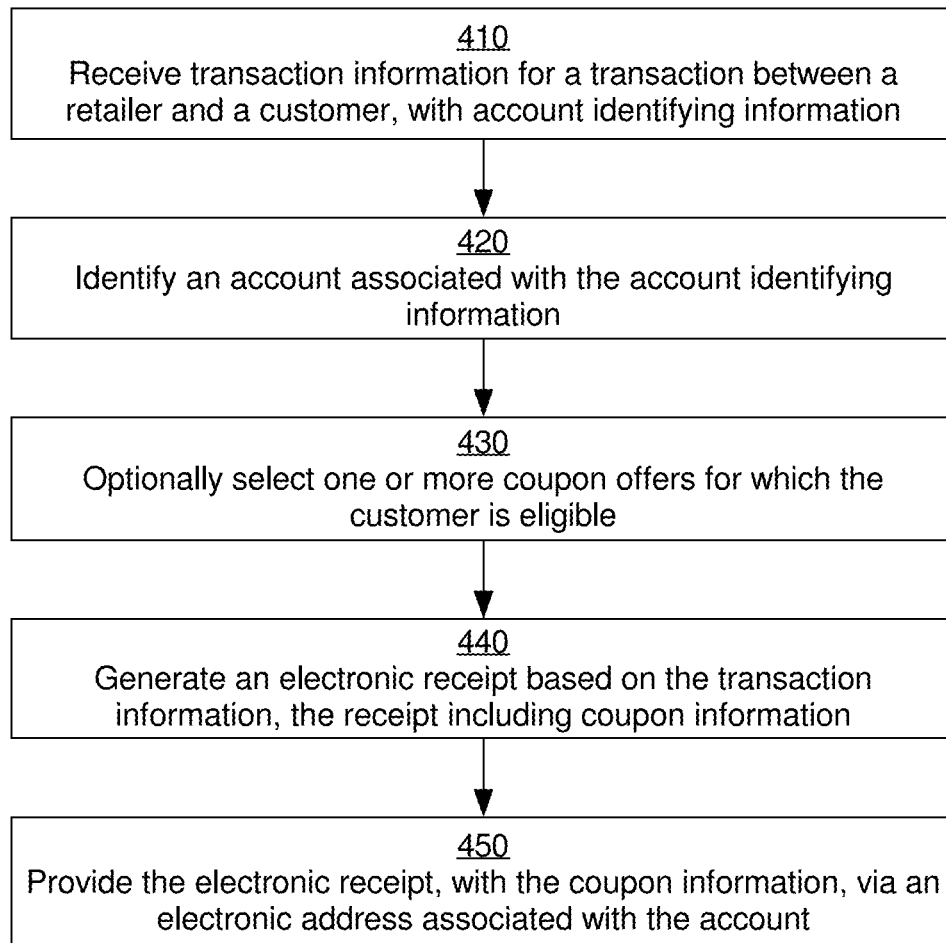 410
Receive transaction information for a transaction between a
retailer and a customer, with account identifying information
420
Identify an account associated with the account identifying
information
430
Optionally select one or more coupon offers for which the
customer is eligible
440
Generate an electronic receipt based on the transaction
information, the receipt including coupon information
450
Provide the electronic receipt, with the coupon information, via an
electronic address associated with the account